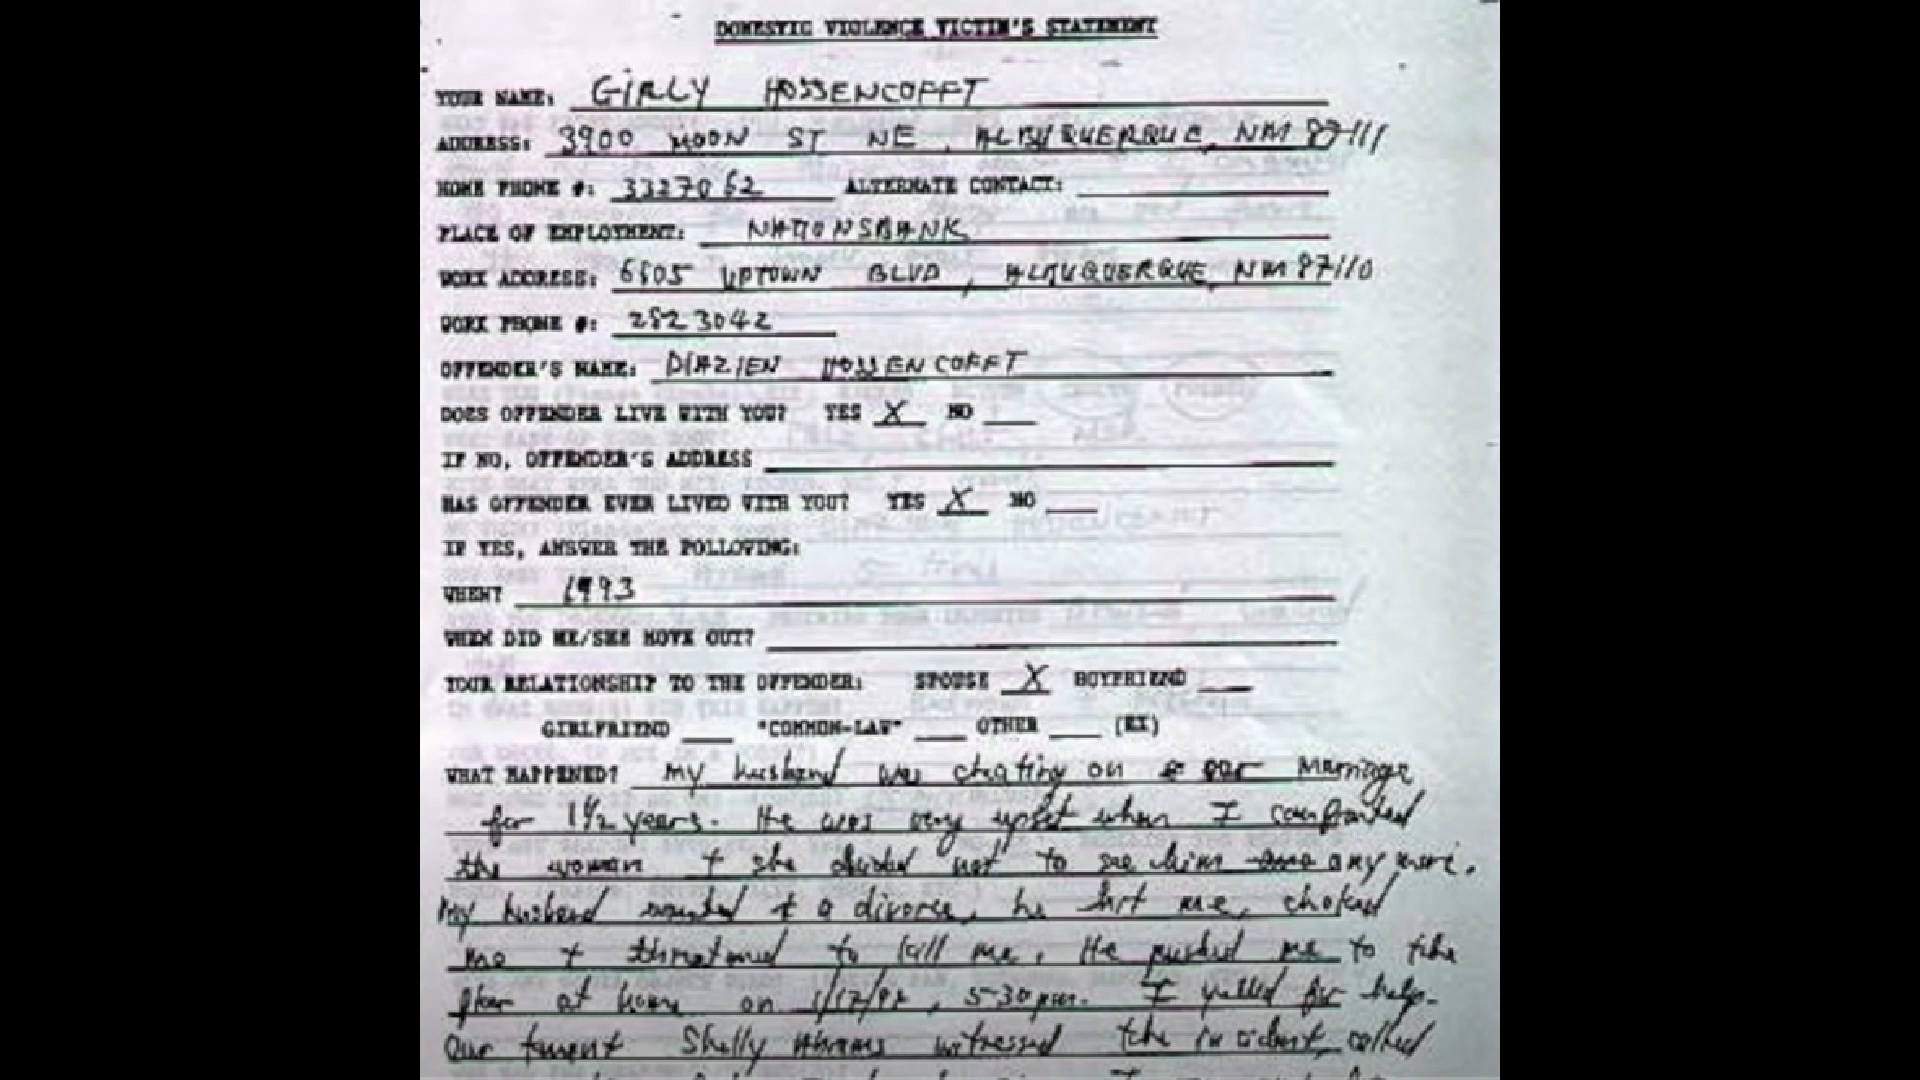 DOMESTIC VIOLENCE VICTIM'S STATEMENT
YOUR NAME: GIRLY HOSSENCOFFT
ADDRESS: 3900 MOON ST NE, ALBUQUERQUE, NM 87111
HOME PHONE #: 3327062 ALTERNATE CONTACT:
PLACE OF EMPLOYMENT: NATIONSBANK
WORK ADDRESS: 6605 UPTOWN BLVD, ALBUQUERQUE, NM 87110
WORK PHONE #: 2823042
OFFENDER'S NAME: DIAZIEN HOSSENCOFFT
DOES OFFENDER LIVE WITH YOU? YES X NO
IF NO, OFFENDER'S ADDRESS
HAS OFFENDER EVER LIVED WITH YOU? YES X NO
IF YES, ANSWER THE FOLLOWING:
WHEN? 1993
WHEN DID HE/SHE MOVE OUT?
YOUR RELATIONSHIP TO THE OFFENDER: SPOUSE X BOYFRIEND
GIRLFRIEND "COMMON-LAW" OTHER (EX)
WHAT HAPPENED? My husband was cheating on our marriage
for 1 1/2 years. He was very upset when I confronted
the woman + she decided not to see him any more.
My husband wanted a divorce, he hit me, choked
me + threatened to kill me. He pushed me to the
floor at home on 5-30 pm. I yelled for help.
Our tenent Shelly witnessed the incident, called